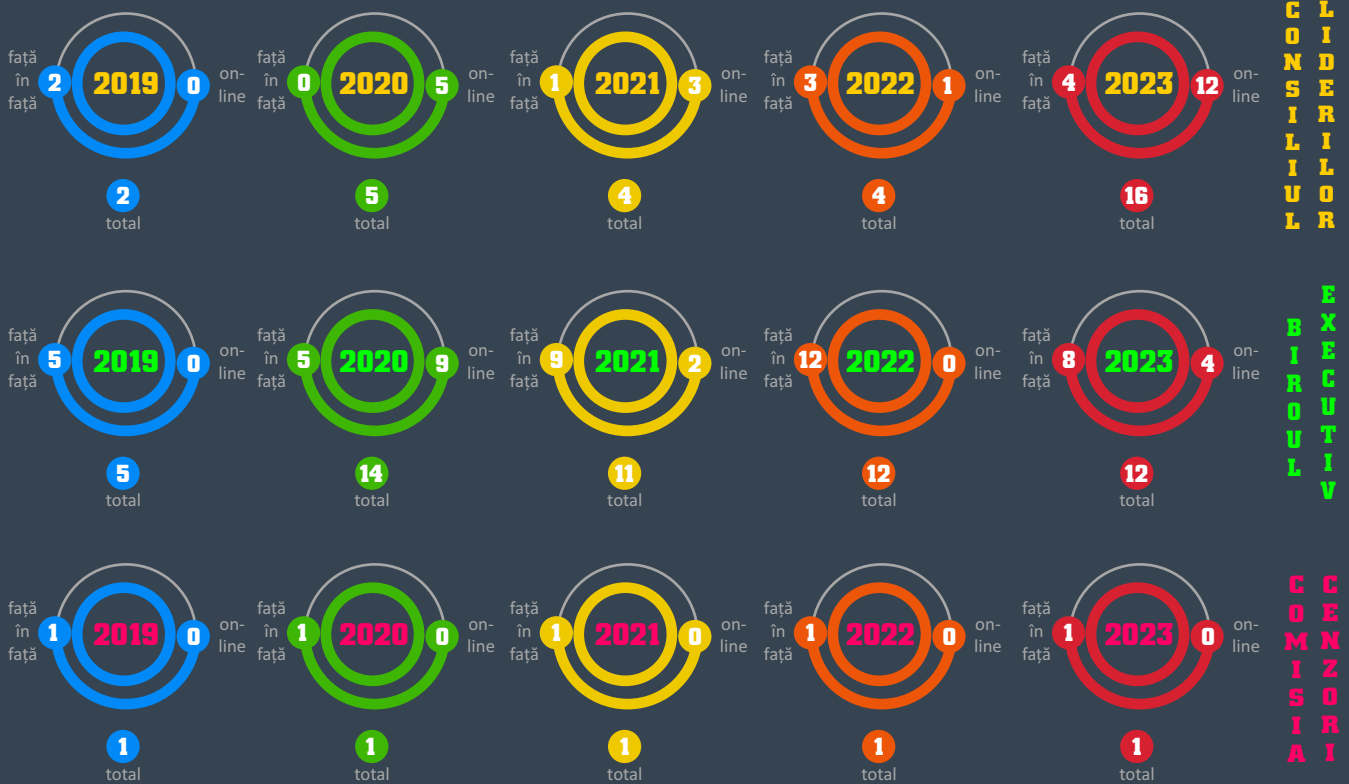 față
în
față
2
2019
0
on-
line
2
total
față
în
față
0
2020
5
on-
line
5
total
față
în
față
1
2021
3
on-
line
4
total
față
în
față
3
2022
1
on-
line
4
total
față
în
față
4
2023
12
on-
line
16
total
CONSILIUL
LIDERILOR
față
în
față
5
2019
0
on-
line
5
total
față
în
față
5
2020
9
on-
line
14
total
față
în
față
9
2021
2
on-
line
11
total
față
în
față
12
2022
0
on-
line
12
total
față
în
față
8
2023
4
on-
line
12
total
BIROUL
EXECUTIV
față
în
față
1
2019
0
on-
line
1
total
față
în
față
1
2020
0
on-
line
1
total
față
în
față
1
2021
0
on-
line
1
total
față
în
față
1
2022
0
on-
line
1
total
față
în
față
1
2023
0
on-
line
1
total
COMISIA
CENZORI